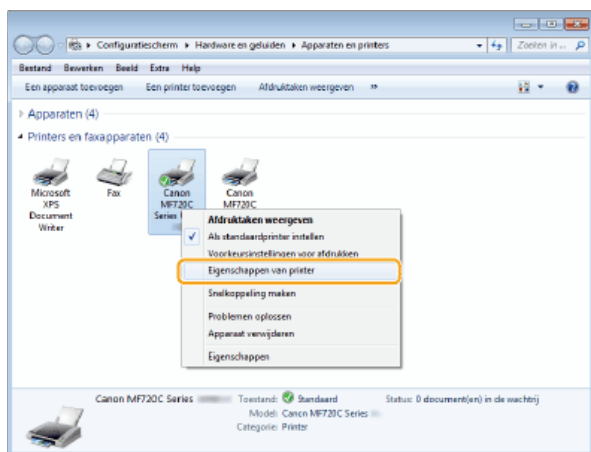 Configuratiescherm ▸ Hardware en geluiden ▸ Apparaten en printers
Zoeken in ...
Bestand Bewerken Beeld Extra Help
Een apparaat toevoegen Een printer toevoegen Afdruktaken weergeven »
Apparaten (4)
Printers en faxapparaten (4)
Microsoft XPS Document Writer
Fax
Canon MF720C Series
Canon MF720C
Afdruktaken weergeven
Als standaardprinter instellen
Voorkeursinstellingen voor afdrukken
Eigenschappen van printer
Snelkoppeling maken
Problemen oplossen
Apparaat verwijderen
Eigenschappen
Canon MF720C Series Toestand: Standaard Status: 0 document(en) in de wachtrij
Model: Canon MF720C Series
Categorie: Printer